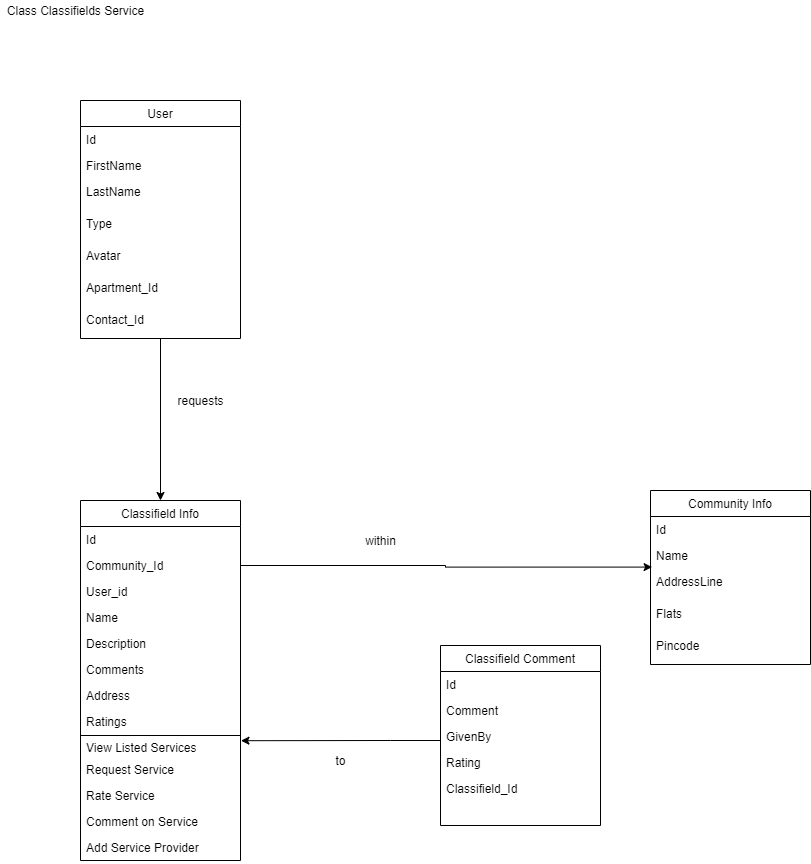 Class Classifields Service
User
Id
FirstName
LastName
Type
Avatar
Apartment_Id
Contact_Id
requests
Classifield Info
Id
Community_Id
User_id
Name
Description
Comments
Address
Ratings
View Listed Services
Request Service
Rate Service
Comment on Service
Add Service Provider
within
Community Info
Id
Name
AddressLine
Flats
Pincode
Classifield Comment
Id
Comment
GivenBy
Rating
Classifield_Id
to